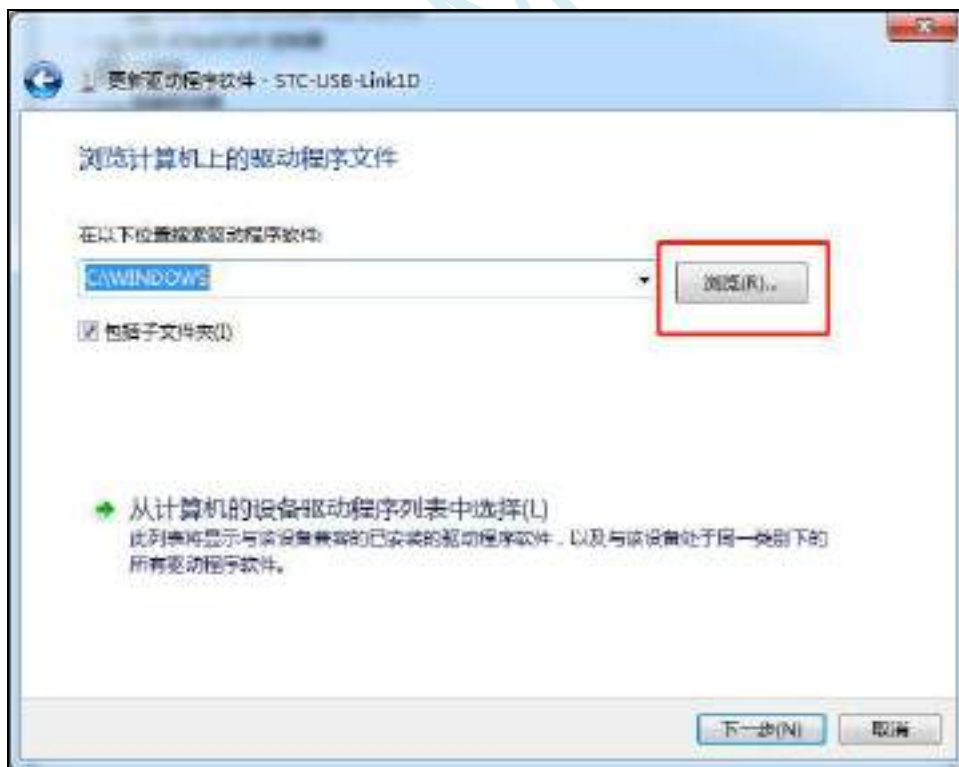 更新驱动程序软件 - STC-USB-Link1D
浏览计算机上的驱动程序文件
在以下位置搜索驱动程序软件:
C:\WINDOWS
浏览(R)...
包括子文件夹(I)
从计算机的设备驱动程序列表中选择(L)
此列表将显示与该设备兼容的已安装的驱动程序软件，以及与该设备处于同一类别下的
所有驱动程序软件。
下一步(N)
取消